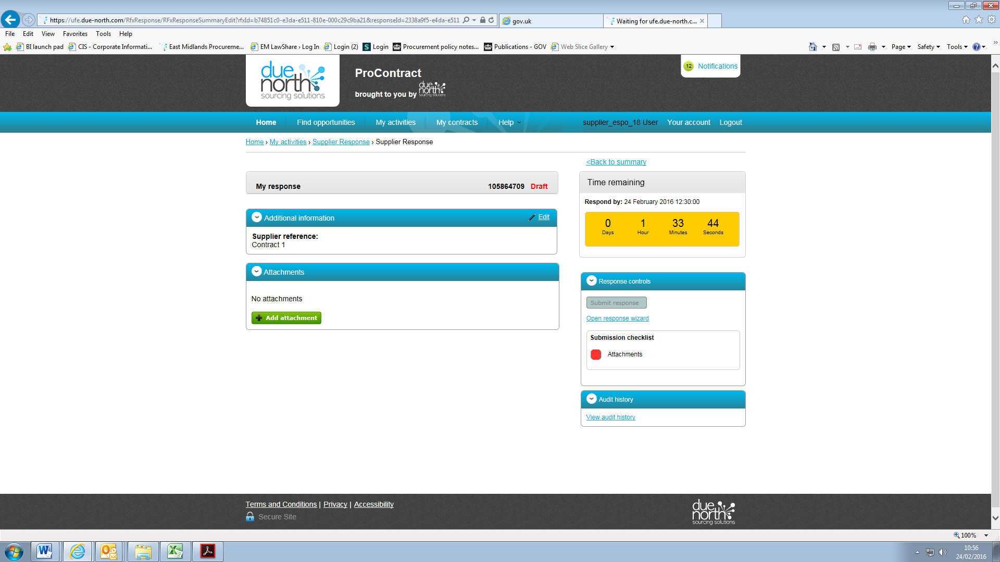 https://ufe.due-north.com/RfxResponse/RFxResponseSummaryEdit?rfxId=b74851c0-e3da-e511-810e-000c29c9ba21&responseId=2338a9f5-e4da-e511
gov.uk
Waiting for ufe.due-north.c...
File Edit View Favorites Tools Help
BI launch pad CIS - Corporate Informati... East Midlands Procureme... EM LawShare › Log In Login (2) S Login Procurement policy notes... Publications - GOV Web Slice Gallery
Page Safety Tools
due north sourcing solutions
ProContract
brought to you by due north sourcing solutions
12 Notifications
Home Find opportunities My activities My contracts Help supplier_espo_18 User Your account Logout
Home › My activities › Supplier Response › Supplier Response
<Back to summary
My response 105864709 Draft
Time remaining
Respond by: 24 February 2016 12:30:00
0 1 33 44
Days Hour Minutes Seconds
Additional information Edit
Supplier reference:
Contract 1
Attachments
No attachments
Add attachment
Response controls
Submit response
Open response wizard
Submission checklist
Attachments
Audit history
View audit history
Terms and Conditions | Privacy | Accessibility
Secure Site
due north sourcing solutions
100%
10:56
24/02/2016